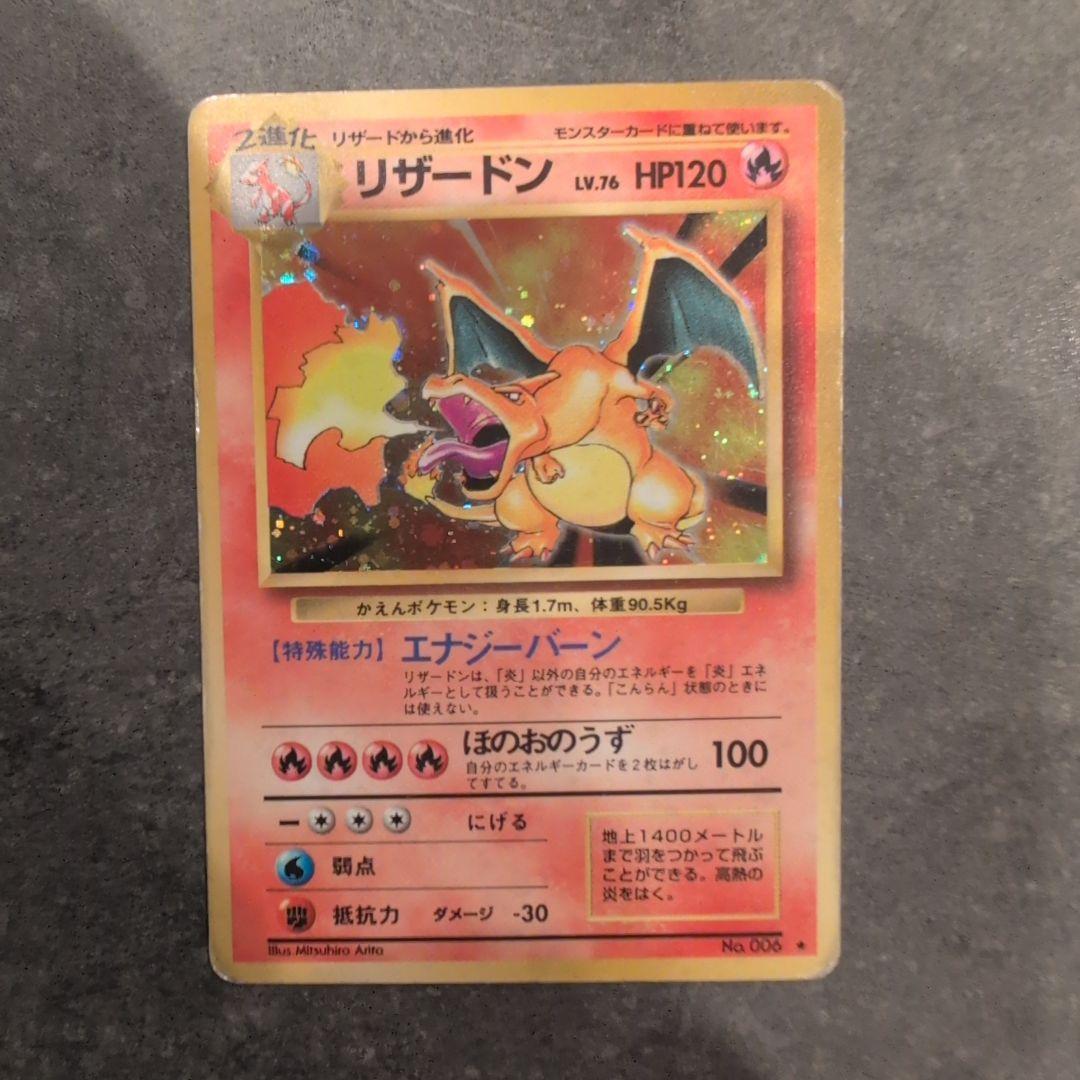 2進化 リザードから進化 モンスターカードに重ねて使います。
リザードン LV.76 HP120
かえんポケモン：身長1.7m、体重90.5Kg
【特殊能力】 エナジーバーン
リザードンは、「炎」以外の自分のエネルギーを「炎」エネ
ルギーとして扱うことができる。「こんらん」状態のときに
は使えない。
ほのおのうず 100
自分のエネルギーカードを2枚はがし
てすてる。
ー にげる
弱点
抵抗力 ダメージ -30
地上1400メートル
まで羽をつかって飛ぶ
ことができる。高熱の
炎をはく。
Illus Mitsuhiro Arita No. 006 ★